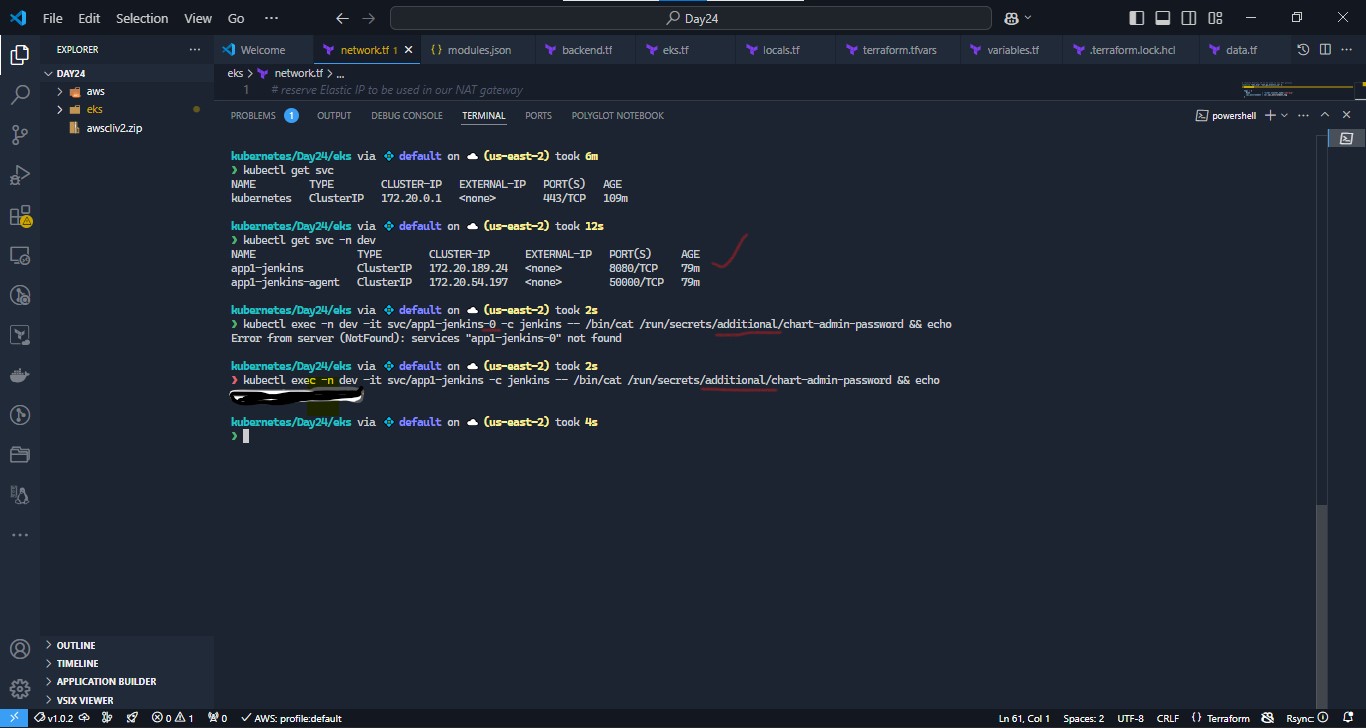 File Edit Selection View Go ... Day24
EXPLORER ...
Welcome network.tf 1 modules.json backend.tf eks.tf locals.tf terraform.tfvars variables.tf .terraform.lock.hcl data.tf ...
DAY24
eks > network.tf > ...
aws
1 # reserve Elastic IP to be used in our NAT gateway
eks
PROBLEMS 1 OUTPUT DEBUG CONSOLE TERMINAL PORTS POLYGLOT NOTEBOOK powershell ...
awscliv2.zip
kubernetes/Day24/eks via default on (us-east-2) took 6m
❯ kubectl get svc
NAME TYPE CLUSTER-IP EXTERNAL-IP PORT(S) AGE
kubernetes ClusterIP 172.20.0.1 <none> 443/TCP 109m
kubernetes/Day24/eks via default on (us-east-2) took 12s
❯ kubectl get svc -n dev
NAME TYPE CLUSTER-IP EXTERNAL-IP PORT(S) AGE
app1-jenkins ClusterIP 172.20.189.24 <none> 8080/TCP 79m
app1-jenkins-agent ClusterIP 172.20.54.197 <none> 50000/TCP 79m
kubernetes/Day24/eks via default on (us-east-2) took 2s
❯ kubectl exec -n dev -it svc/app1-jenkins-0 -c jenkins -- /bin/cat /run/secrets/additional/chart-admin-password && echo
Error from server (NotFound): services "app1-jenkins-0" not found
kubernetes/Day24/eks via default on (us-east-2) took 2s
❯ kubectl exec -n dev -it svc/app1-jenkins -c jenkins -- /bin/cat /run/secrets/additional/chart-admin-password && echo
kubernetes/Day24/eks via default on (us-east-2) took 4s
❯
OUTLINE
TIMELINE
APPLICATION BUILDER
VSIX VIEWER
v1.0.2 0 1 0 AWS: profile:default Ln 61, Col 1 Spaces: 2 UTF-8 CRLF {} Terraform Rsync: